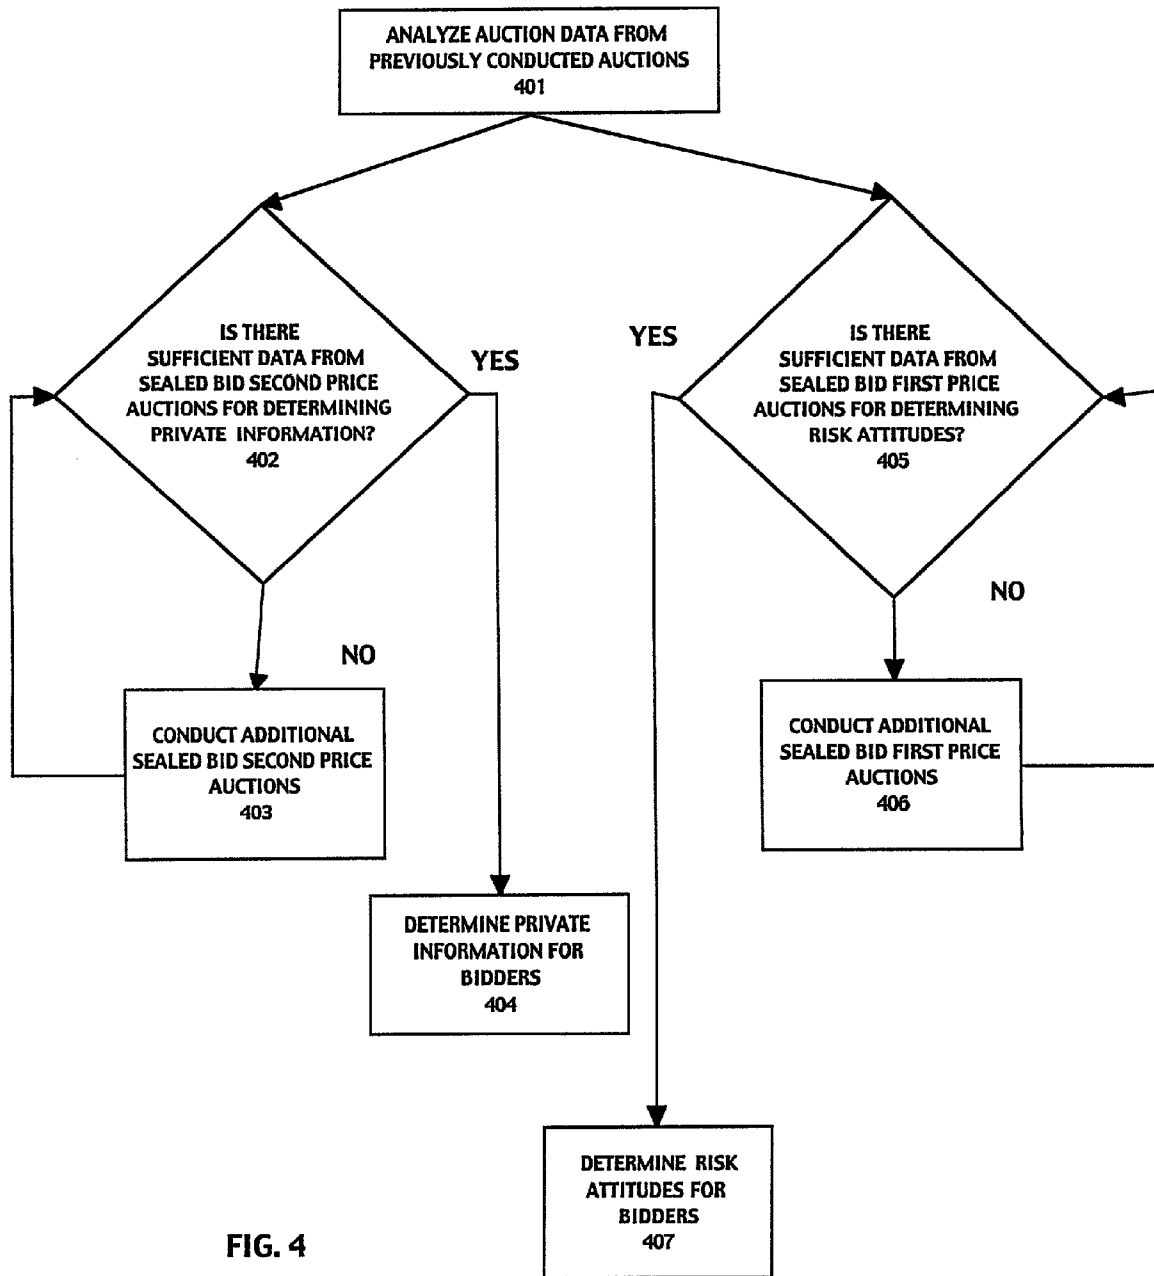 ANALYZE AUCTION DATA FROM
PREVIOUSLY CONDUCTED AUCTIONS
401
IS THERE
SUFFICIENT DATA FROM
SEALED BID SECOND PRICE
AUCTIONS FOR DETERMINING
PRIVATE INFORMATION?
402
YES
NO
CONDUCT ADDITIONAL
SEALED BID SECOND PRICE
AUCTIONS
403
DETERMINE PRIVATE
INFORMATION FOR
BIDDERS
404
YES
IS THERE
SUFFICIENT DATA FROM
SEALED BID FIRST PRICE
AUCTIONS FOR DETERMINING
RISK ATTITUDES?
405
NO
CONDUCT ADDITIONAL
SEALED BID FIRST PRICE
AUCTIONS
406
DETERMINE RISK
ATTITUDES FOR
BIDDERS
407
FIG. 4